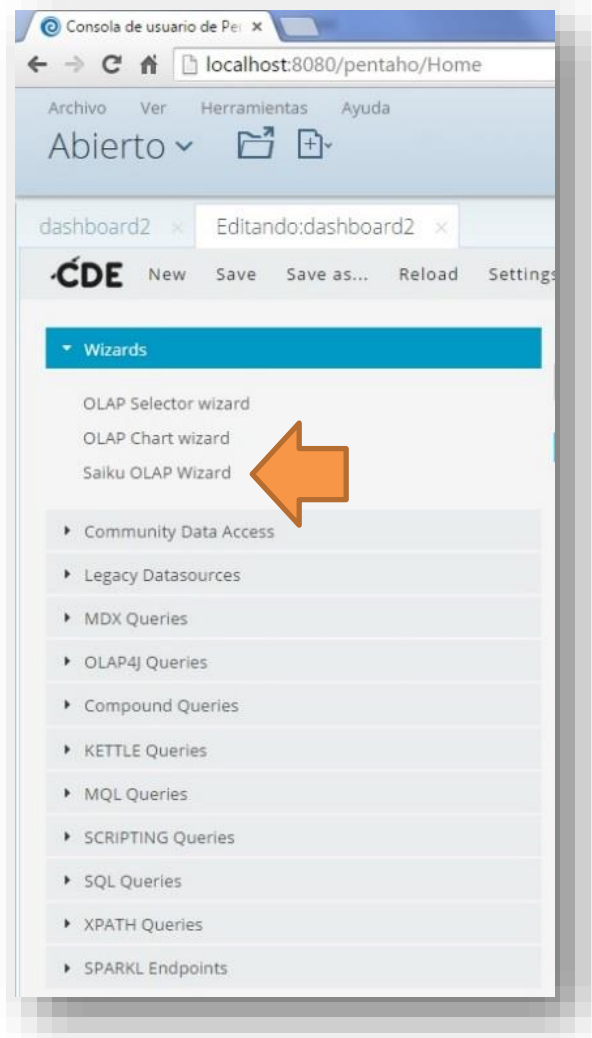 Consola de usuario de Pe
localhost:8080/pentaho/Home
Archivo Ver Herramientas Ayuda
Abierto
dashboard2 Editando:dashboard2
CDE New Save Save as... Reload Settings
Wizards
OLAP Selector wizard
OLAP Chart wizard
Saiku OLAP Wizard
Community Data Access
Legacy Datasources
MDX Queries
OLAP4J Queries
Compound Queries
KETTLE Queries
MQL Queries
SCRIPTING Queries
SQL Queries
XPATH Queries
SPARKL Endpoints